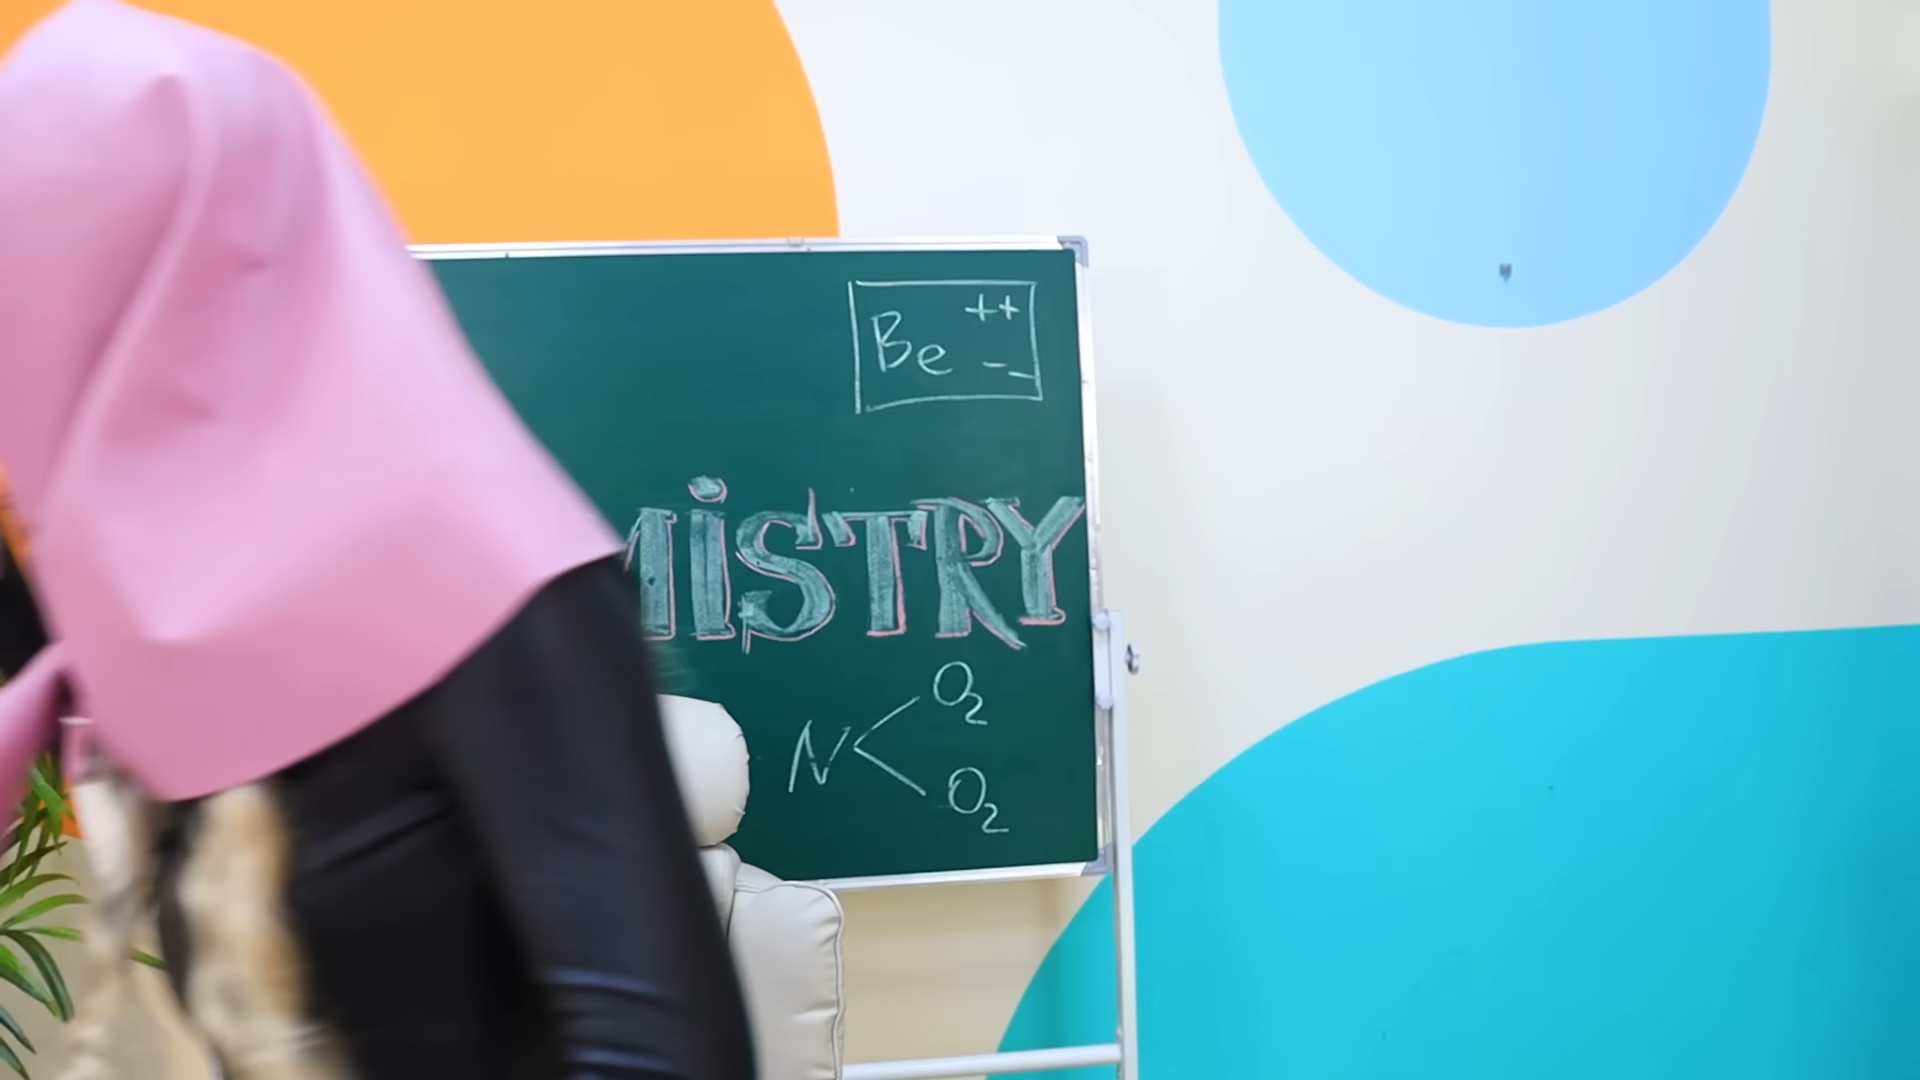 Be ++
--
MiSTRY
N< O2
O2